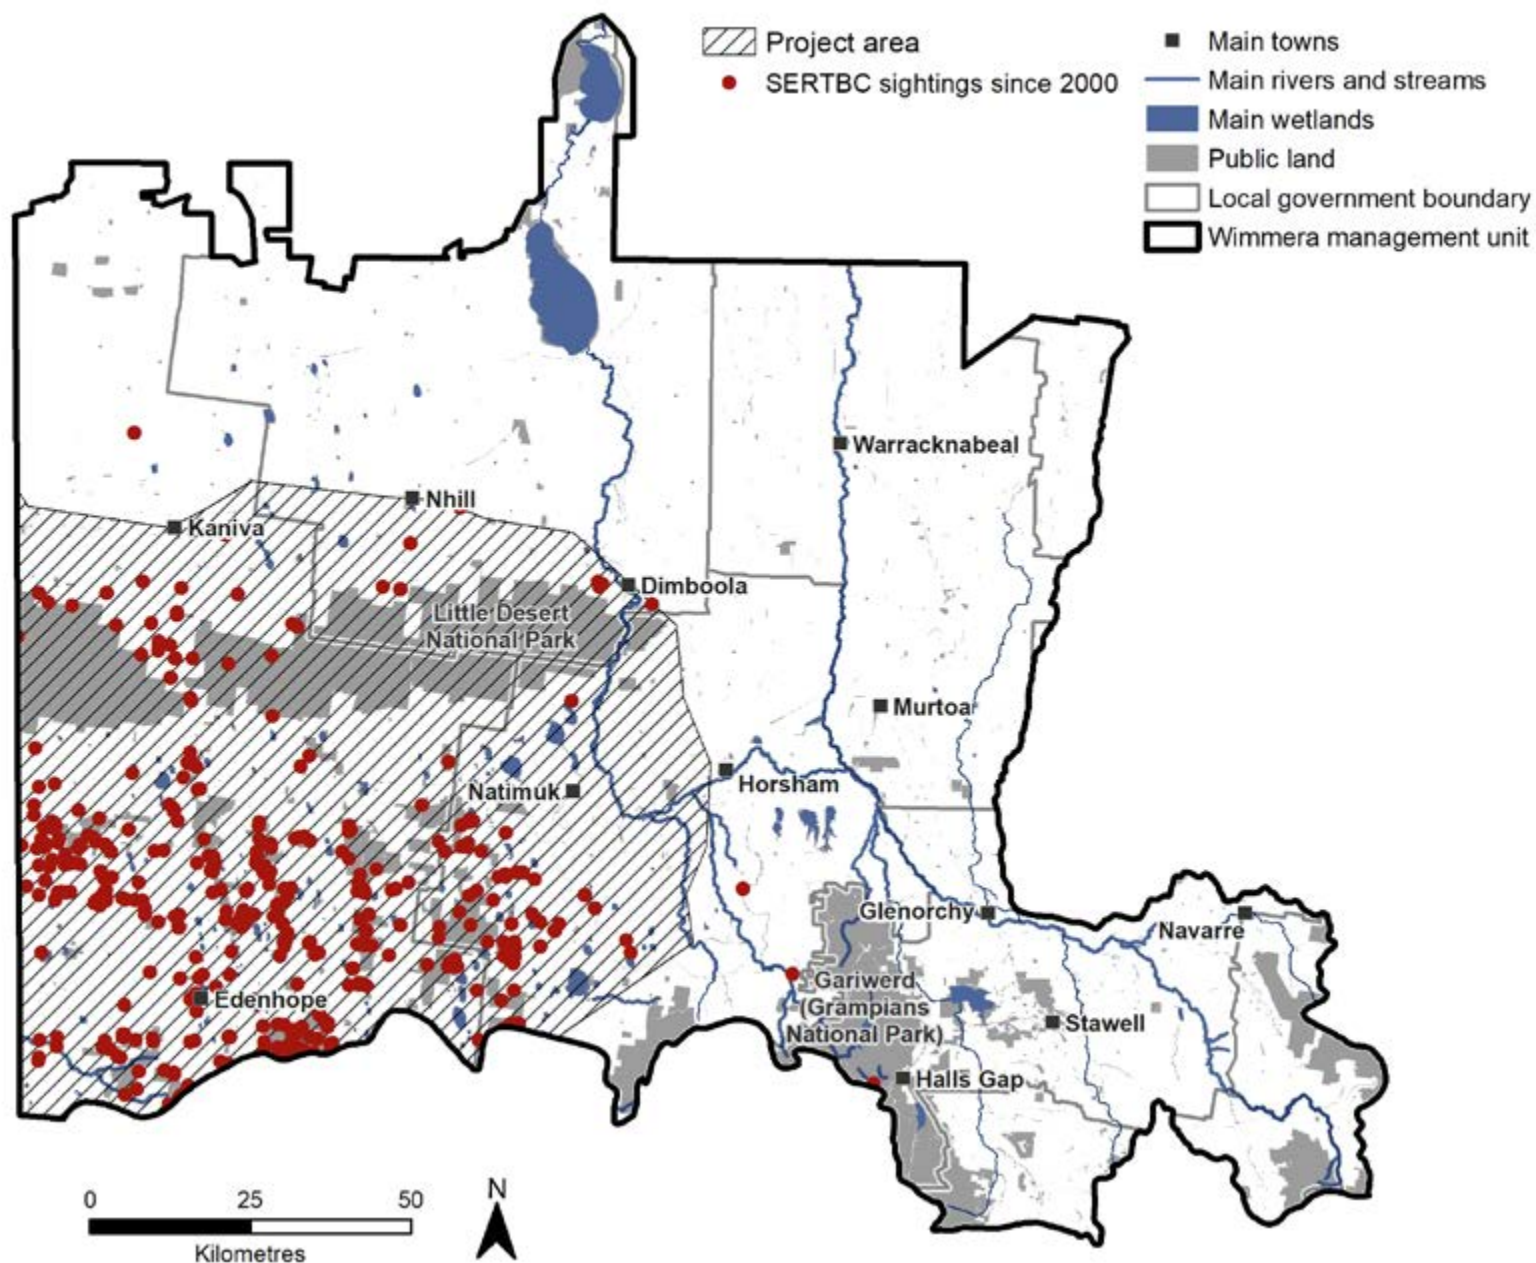 Project area
SERTBC sightings since 2000
Main towns
Main rivers and streams
Main wetlands
Public land
Local government boundary
Wimmera management unit
Warracknabeal
Nhill
Kaniva
Dimboola
Little Desert
National Park
Murtoa
Horsham
Natimuk
Glenorchy
Navarre
Gariwerd
(Grampians
National Park)
Edenhope
Stawell
Halls Gap
0 25 50
Kilometres
N